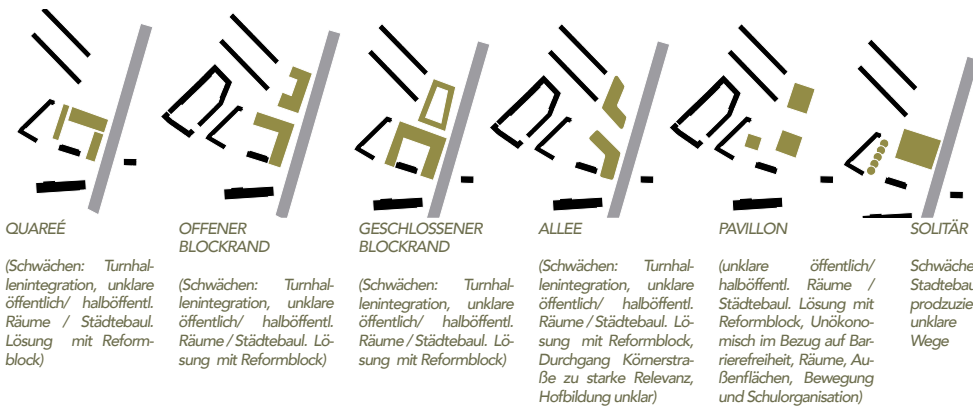 QUAREÉ
(Schwächen: Turnhal-
lenintegration, unklare
öffentlich/ halböffentl.
Räume / Städtebaul.
Lösung mit Reform-
block)
OFFENER
BLOCKRAND
(Schwächen: Turnhal-
lenintegration, unklare
öffentlich/ halböffentl.
Räume / Städtebaul. Lö-
sung mit Reformblock)
GESCHLOSSENER
BLOCKRAND
(Schwächen: Turnhal-
lenintegration, unklare
öffentlich/ halböffentl.
Räume / Städtebaul. Lö-
sung mit Reformblock)
ALLEE
(Schwächen: Turnhal-
lenintegration, unklare
öffentlich/ halböffentl.
Räume / Städtebaul. Lö-
sung mit Reformblock,
Durchgang Körnerstra-
ße zu starke Relevanz,
Hofbildung unklar)
PAVILLON
(unklare öffentlich/
halböffentl. Räume /
Städtebaul. Lösung mit
Reformblock, Unökono-
misch im Bezug auf Bar-
rierefreiheit, Räume, Au-
ßenflächen, Bewegung
und Schulorganisation)
SOLITÄR
Schwäche
Stadtebau
prodzuzie
unklare
Wege